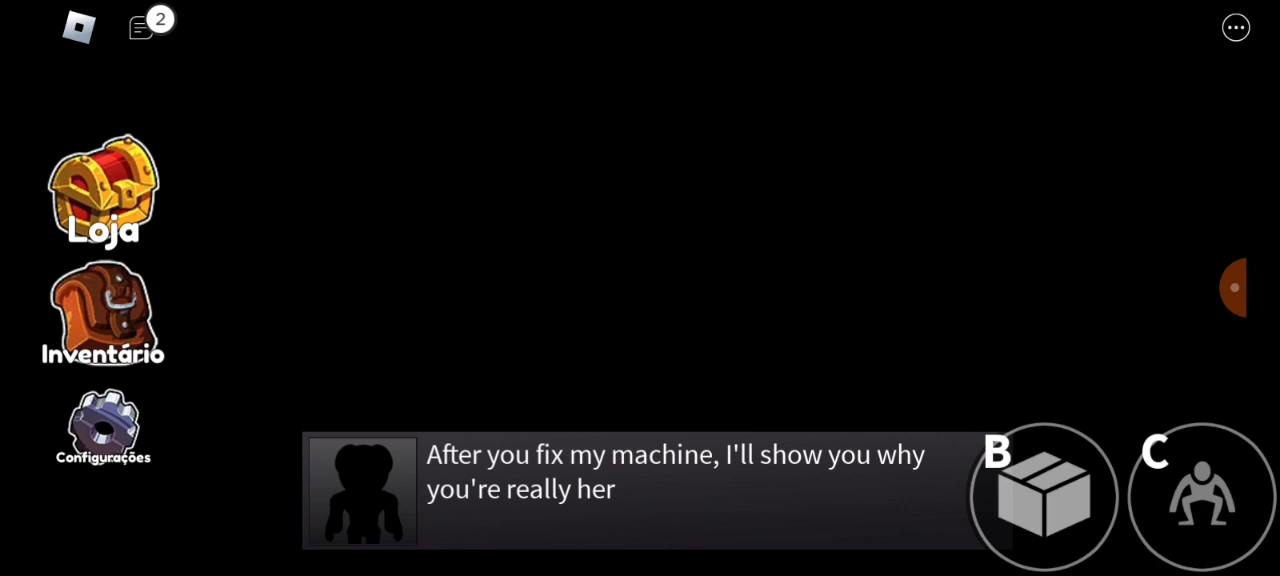 2
Loja
Inventário
Configurações
After you fix my machine, I'll show you why
you're really her
B
C